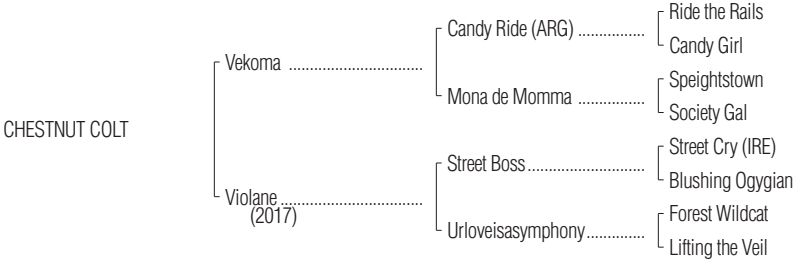 Ride the Rails
Candy Ride (ARG) ...............
Candy Girl
Vekoma ..............................
Speightstown
Mona de Momma ...............
Society Gal
CHESTNUT COLT
Street Cry (IRE)
Street Boss..........................
Blushing Ogygian
Violane ......................................
(2017)
Forest Wildcat
Urloveisasymphony.............
Lifting the Veil